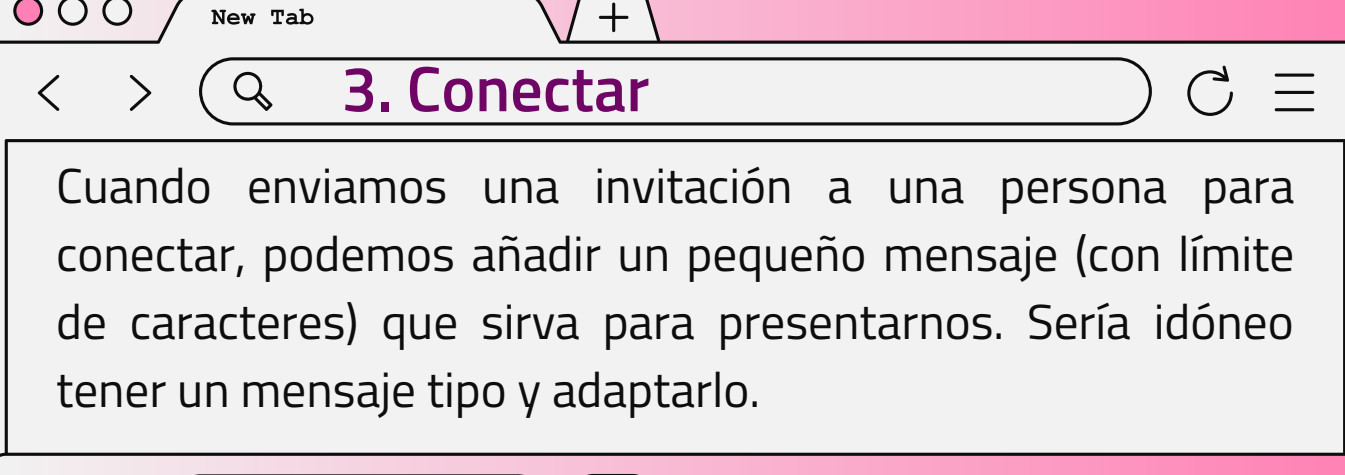 New Tab
3. Conectar
Cuando enviamos una invitación a una persona para
conectar, podemos añadir un pequeño mensaje (con límite
de caracteres) que sirva para presentarnos. Sería idóneo
tener un mensaje tipo y adaptarlo.